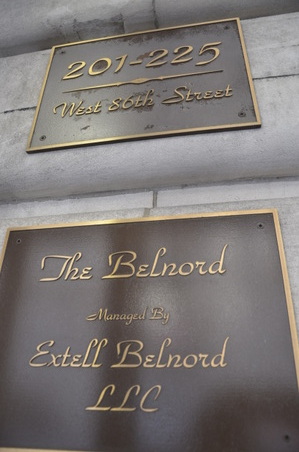 201-225
West 86th Street
The Belnord
Managed By
Extell Belnord
LLC